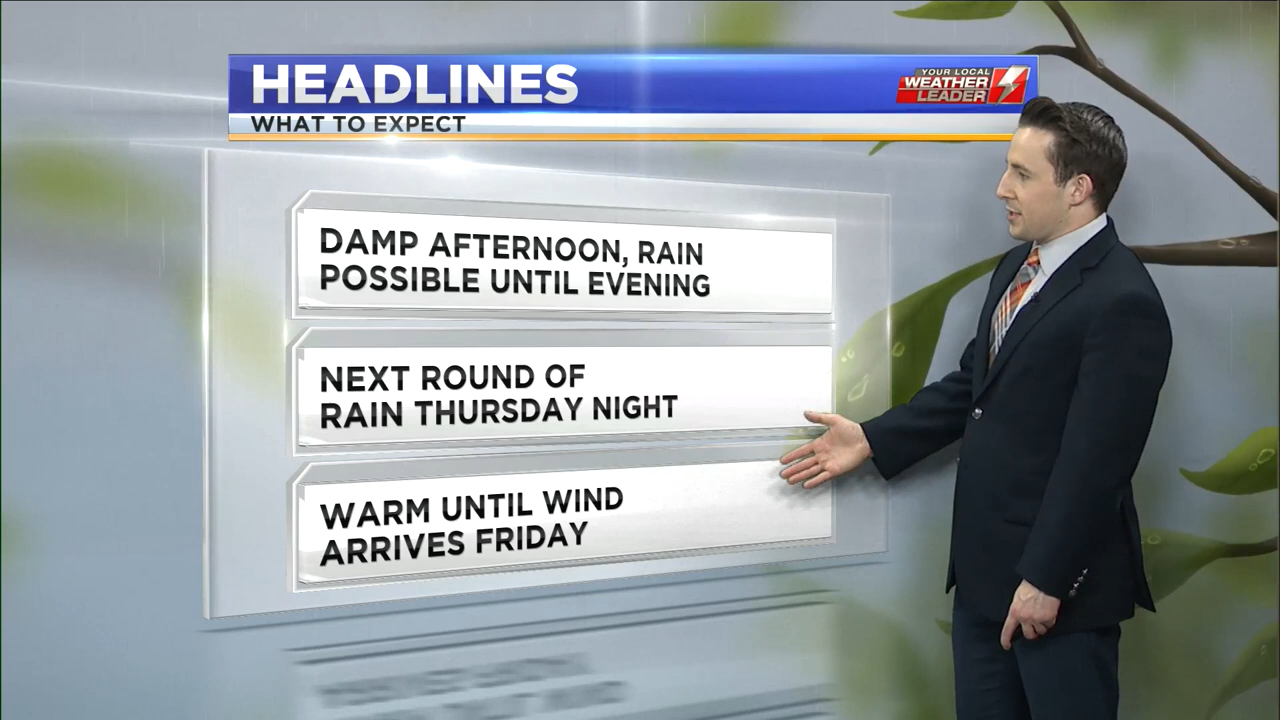 HEADLINES
WHAT TO EXPECT
YOUR LOCAL
WEATHER
LEADER
DAMP AFTERNOON, RAIN
POSSIBLE UNTIL EVENING
NEXT ROUND OF
RAIN THURSDAY NIGHT
WARM UNTIL WIND
ARRIVES FRIDAY